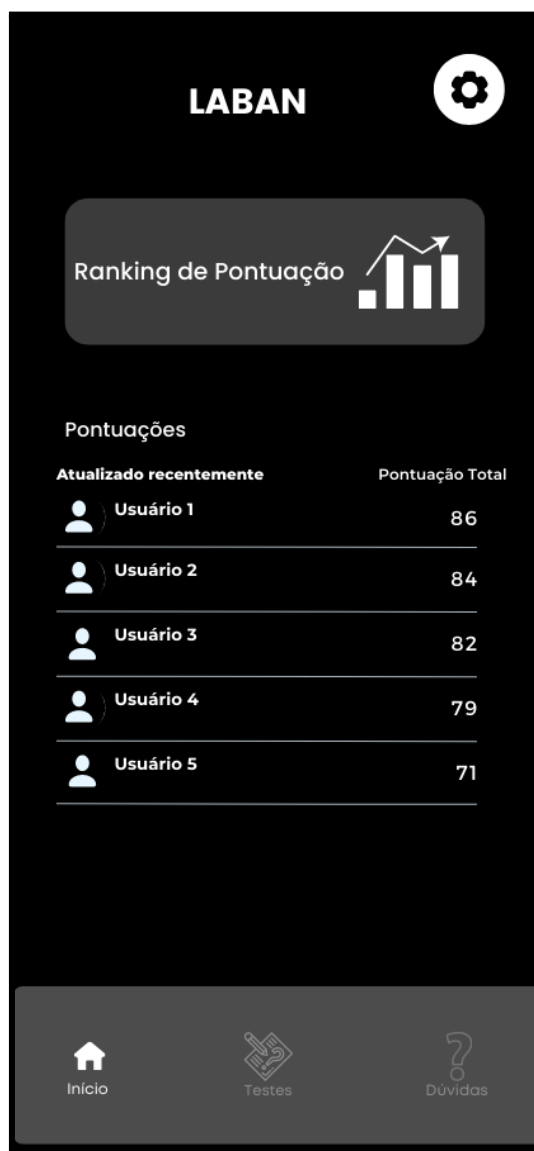 LABAN
Ranking de Pontuação
Pontuações
Atualizado recentemente Pontuação Total
Usuário 1 86
Usuário 2 84
Usuário 3 82
Usuário 4 79
Usuário 5 71
Início Testes Dúvidas